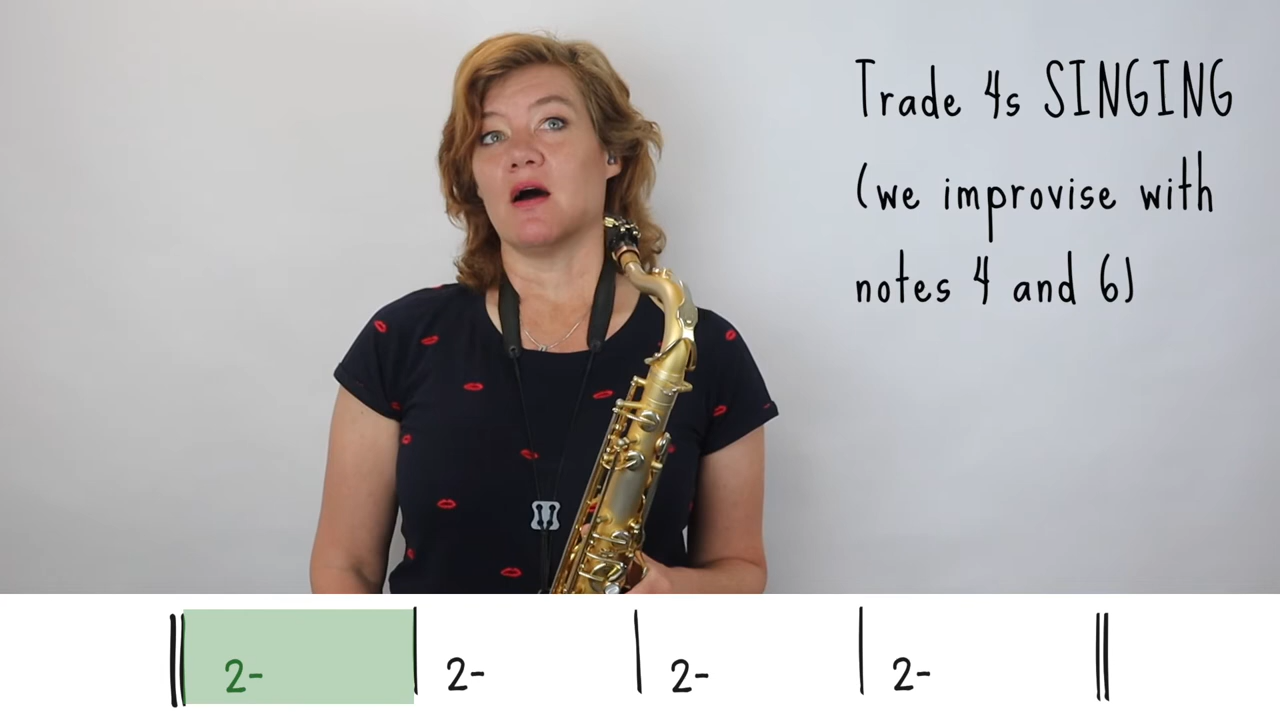 Trade 4s SINGING
(we improvise with
notes 4 and 6)
2- 2- 2- 2-